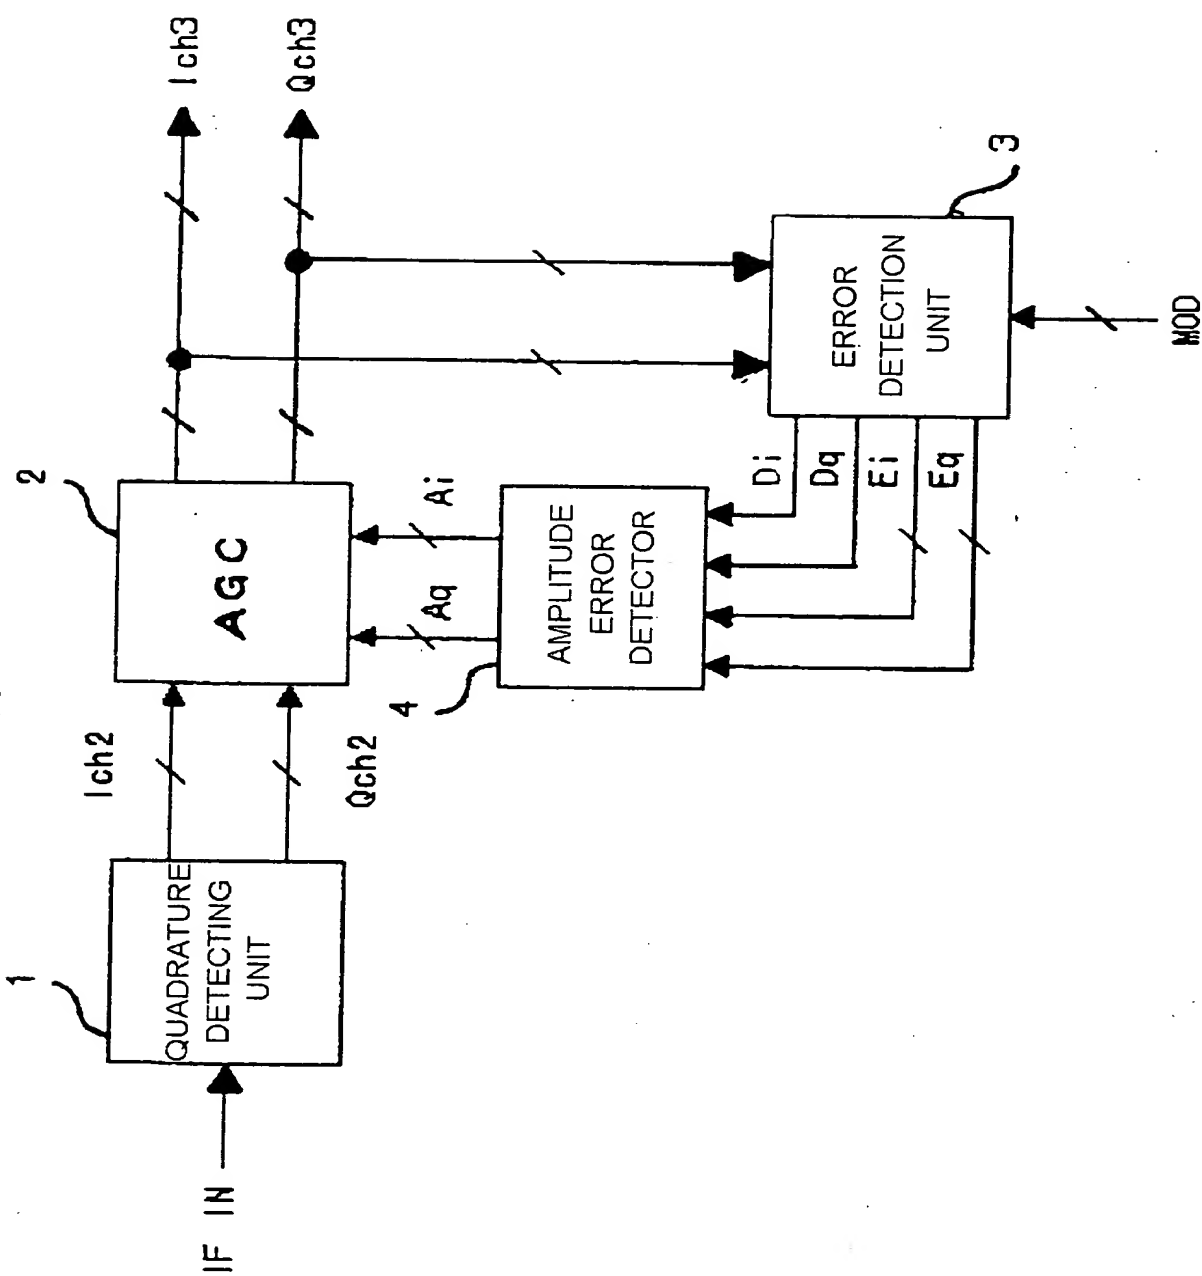 IF IN
1
QUADRATURE
DETECTING
UNIT
Ich2
Qch2
2
AGC
Ich3
Qch3
Aq
Ai
4
AMPLITUDE
ERROR
DETECTOR
Di
Dq
Ei
Eq
3
ERROR
DETECTION
UNIT
MOD